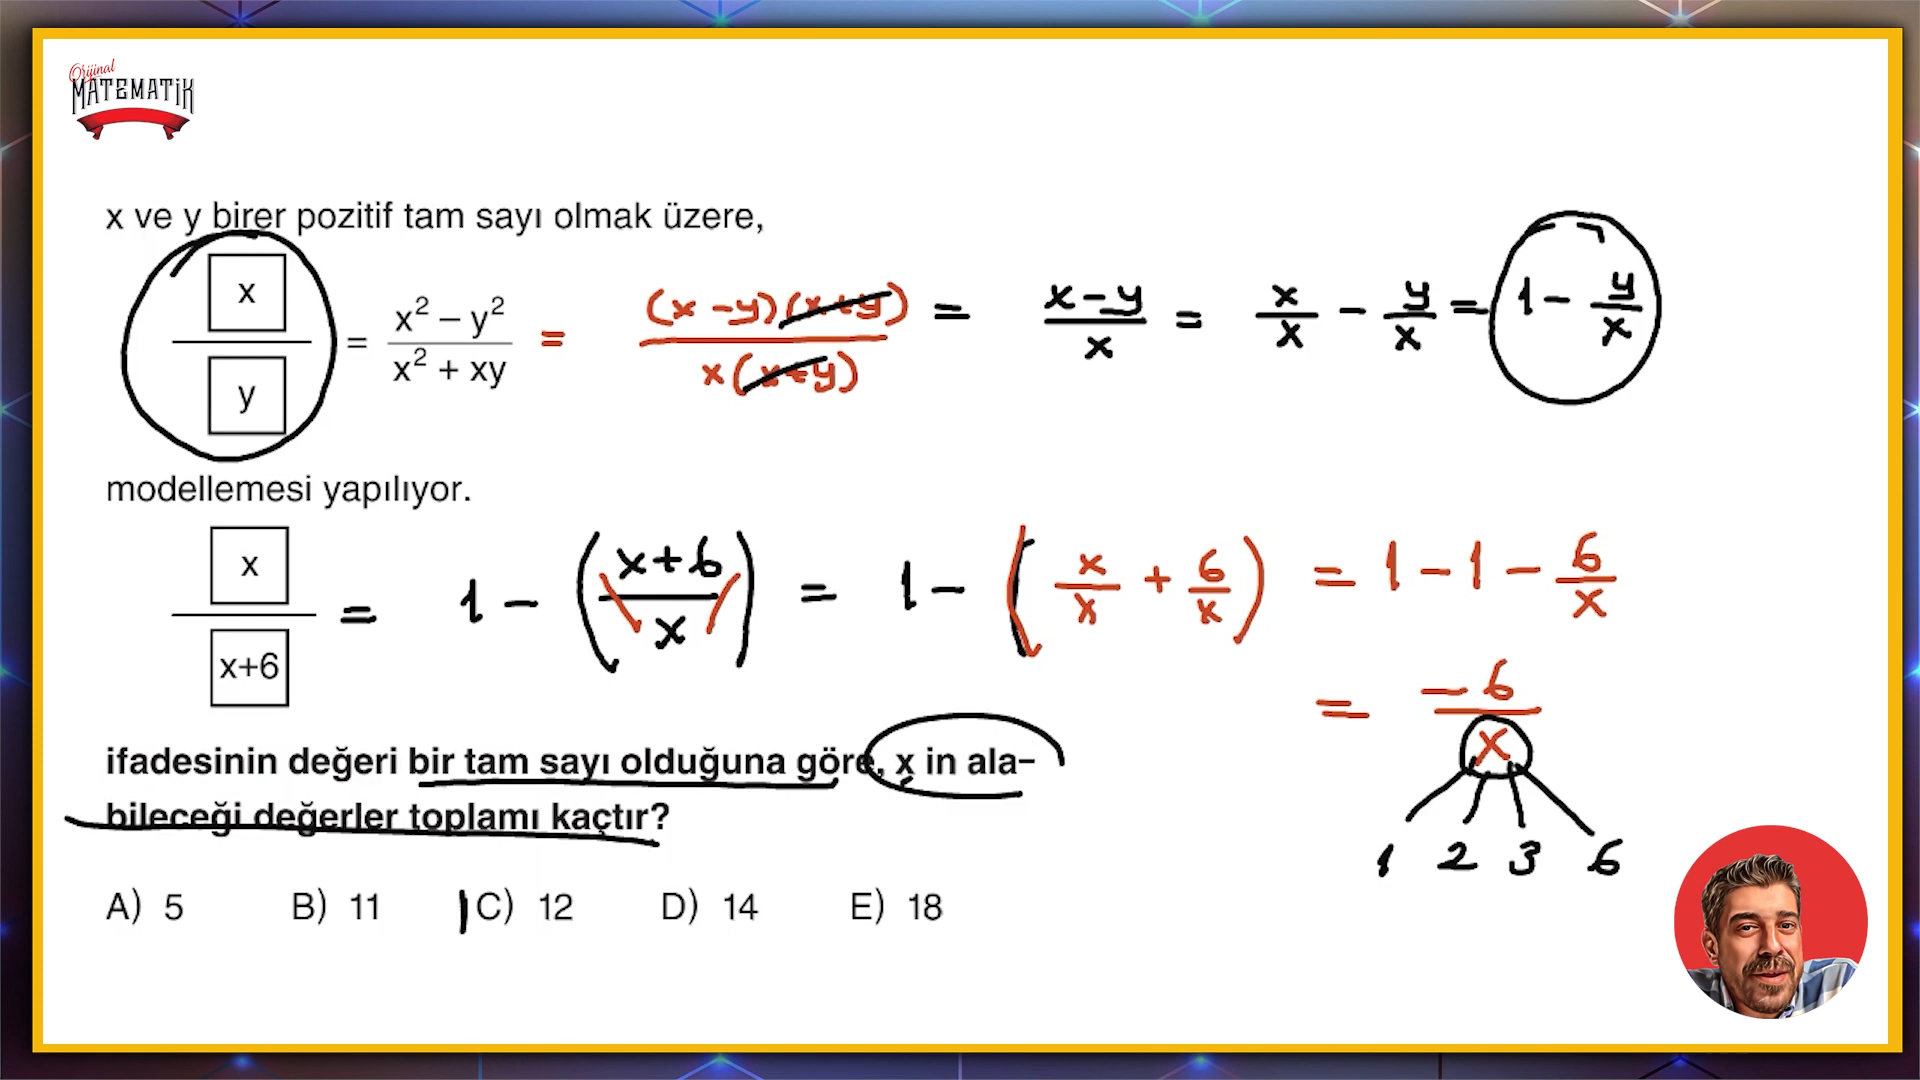 Orijinal
MATEMATİK
x ve y birer pozitif tam sayı olmak üzere,
x / y = (x² – y²) / (x² + xy) = (x – y)(x+y) / x(x+y) = (x – y) / x = x/x – y/x = 1 – y/x
modellemesi yapılıyor.
x / x+6 = 1 – (x+6 / x) = 1 – (x/x + 6/x) = 1 – 1 – 6/x
= –6 / x
ifadesinin değeri bir tam sayı olduğuna göre, x in ala–
bileceği değerler toplamı kaçtır?
1 2 3 6
A) 5 B) 11 C) 12 D) 14 E) 18